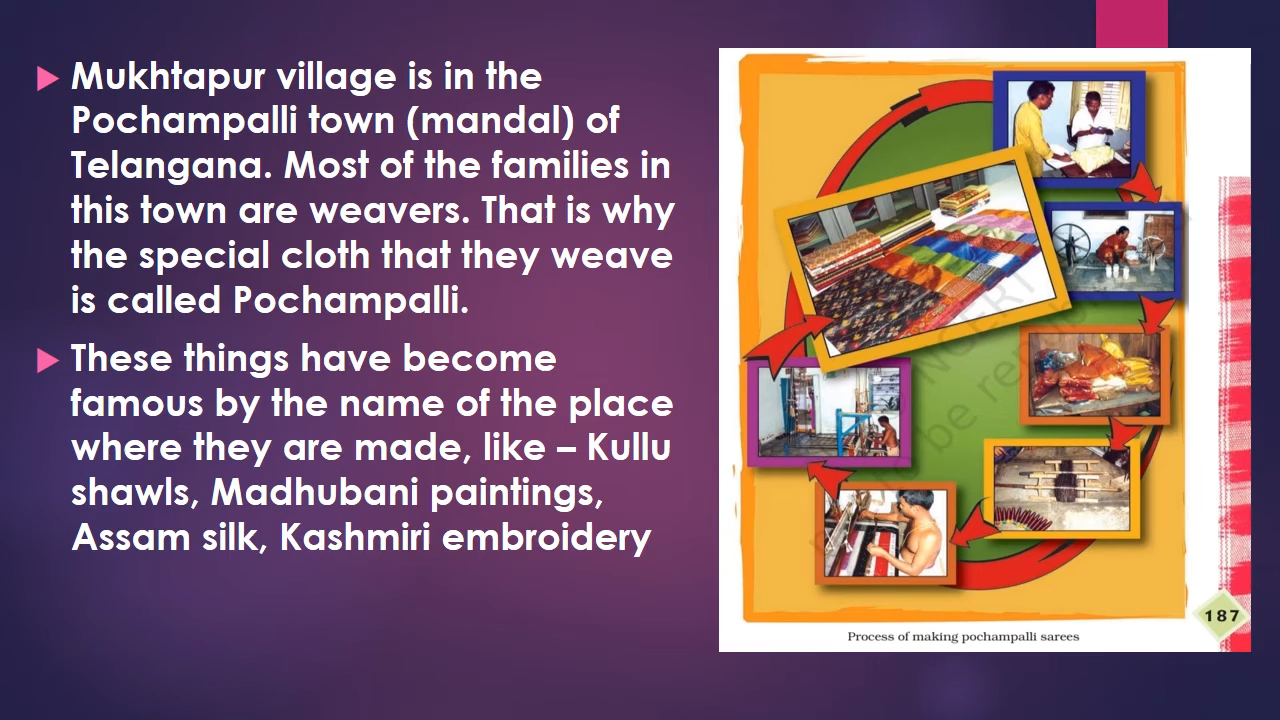 Mukhtapur village is in the
Pochampalli town (mandal) of
Telangana. Most of the families in
this town are weavers. That is why
the special cloth that they weave
is called Pochampalli.
These things have become
famous by the name of the place
where they are made, like – Kullu
shawls, Madhubani paintings,
Assam silk, Kashmiri embroidery
187
Process of making pochampalli sarees